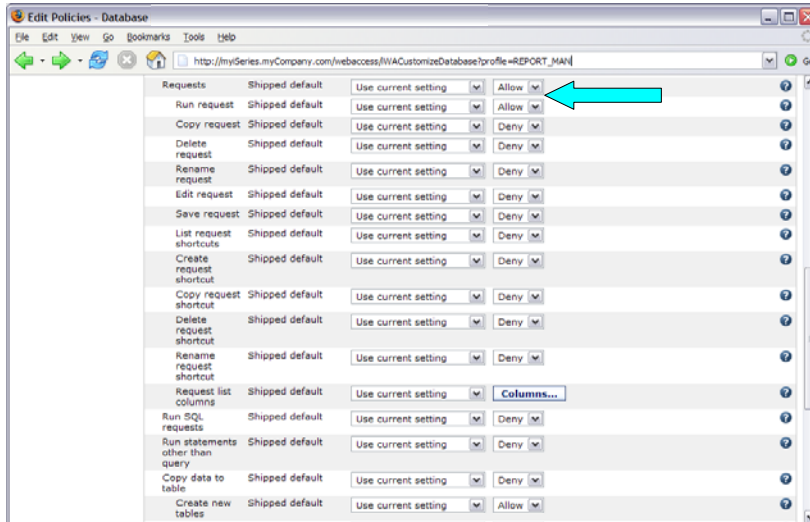 Edit Policies - Database
File Edit View Go Bookmarks Tools Help
http://myiSeries.myCompany.com/webaccess/iWACustomizeDatabase?profile=REPORT_MAN
G
Requests Shipped default Use current setting Allow
Run request Shipped default Use current setting Allow
Copy request Shipped default Use current setting Deny
Delete request Shipped default Use current setting Deny
Rename request Shipped default Use current setting Deny
Edit request Shipped default Use current setting Deny
Save request Shipped default Use current setting Deny
List request shortcuts Shipped default Use current setting Deny
Create request shortcut Shipped default Use current setting Deny
Copy request shortcut Shipped default Use current setting Deny
Delete request shortcut Shipped default Use current setting Deny
Rename request shortcut Shipped default Use current setting Deny
Request list columns Shipped default Use current setting Columns...
Run SQL requests Shipped default Use current setting Deny
Run statements other than query Shipped default Use current setting Deny
Copy data to table Shipped default Use current setting Deny
Create new tables Shipped default Use current setting Allow